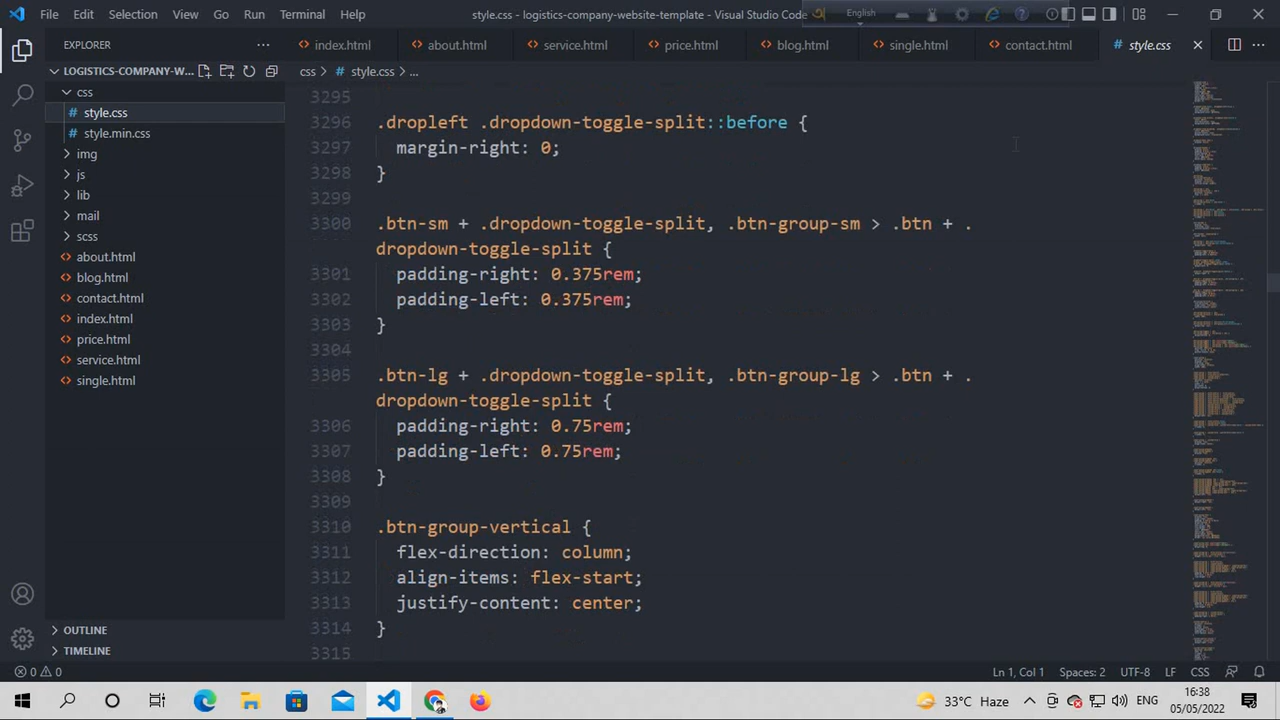 File Edit Selection View Go Run Terminal Help
style.css - logistics-company-website-template - Visual Studio Code
English
EXPLORER
index.html about.html service.html price.html blog.html single.html contact.html style.css
LOGISTICS-COMPANY-W...
css > # style.css > ...
css
# style.css
# style.min.css
img
js
lib
mail
scss
about.html
blog.html
contact.html
index.html
price.html
service.html
single.html
OUTLINE
TIMELINE
3295
3296 .dropleft .dropdown-toggle-split::before {
3297 margin-right: 0;
3298 }
3299
3300 .btn-sm + .dropdown-toggle-split, .btn-group-sm > .btn + .
dropdown-toggle-split {
3301 padding-right: 0.375rem;
3302 padding-left: 0.375rem;
3303 }
3304
3305 .btn-lg + .dropdown-toggle-split, .btn-group-lg > .btn + .
dropdown-toggle-split {
3306 padding-right: 0.75rem;
3307 padding-left: 0.75rem;
3308 }
3309
3310 .btn-group-vertical {
3311 flex-direction: column;
3312 align-items: flex-start;
3313 justify-content: center;
3314 }
3315
0 0 Ln 1, Col 1 Spaces: 2 UTF-8 LF CSS
33°C Haze ENG 16:38
05/05/2022